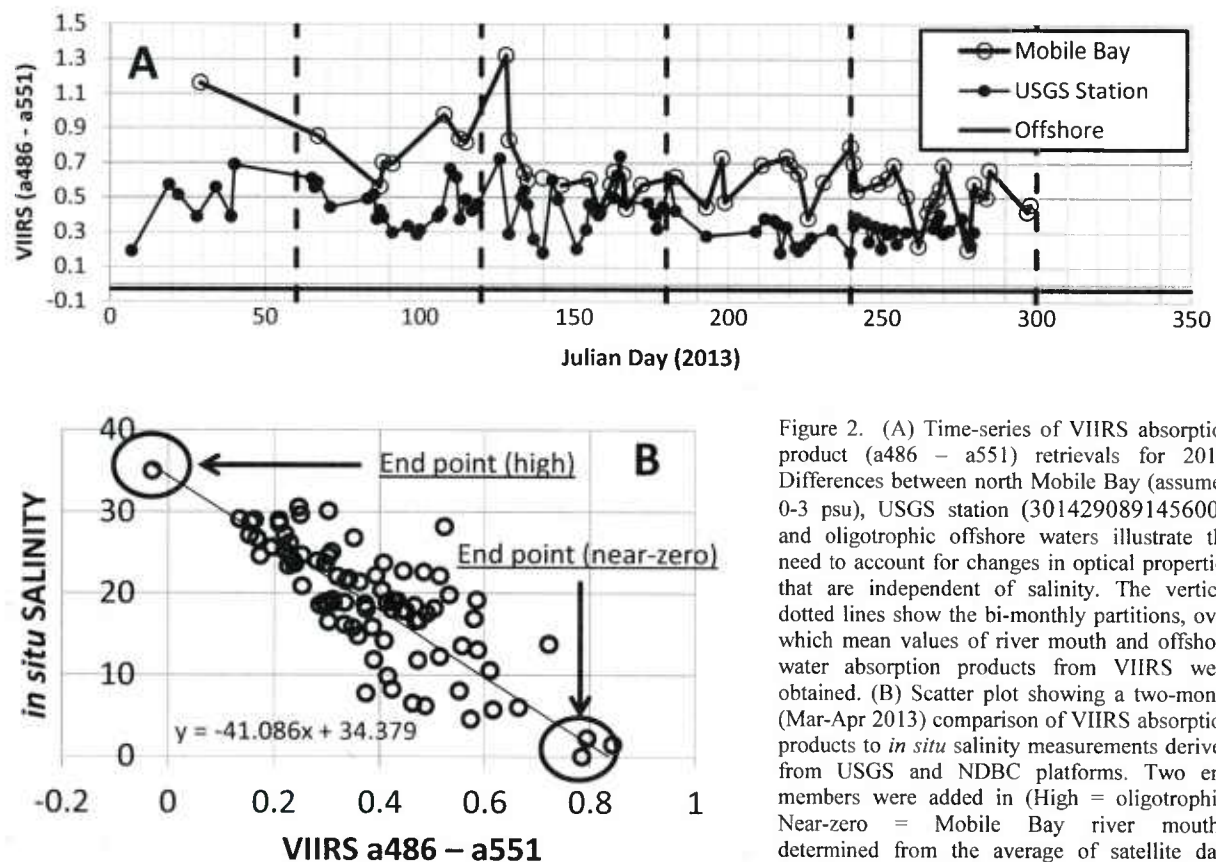 1.5
1.3
1.1
0.9
0.7
0.5
0.3
0.1
-0.1
VIIRS (a486 - a551)
A
Mobile Bay
USGS Station
Offshore
0 50 100 150 200 250 300 350
Julian Day (2013)
40
30
20
10
0
in situ SALINITY
End point (high)
B
End point (near-zero)
y = -41.086x + 34.379
-0.2 0 0.2 0.4 0.6 0.8 1
VIIRS a486 – a551
Figure 2. (A) Time-series of VIIRS absorptio
product (a486 – a551) retrievals for 201
Differences between north Mobile Bay (assume
0-3 psu), USGS station (301429089145600
and oligotrophic offshore waters illustrate th
need to account for changes in optical properti
that are independent of salinity. The vertic
dotted lines show the bi-monthly partitions, ov
which mean values of river mouth and offsho
water absorption products from VIIRS we
obtained. (B) Scatter plot showing a two-mon
(Mar-Apr 2013) comparison of VIIRS absorptio
products to in situ salinity measurements derive
from USGS and NDBC platforms. Two en
members were added in (High = oligotrophi
Near-zero = Mobile Bay river mouth
determined from the average of satellite da